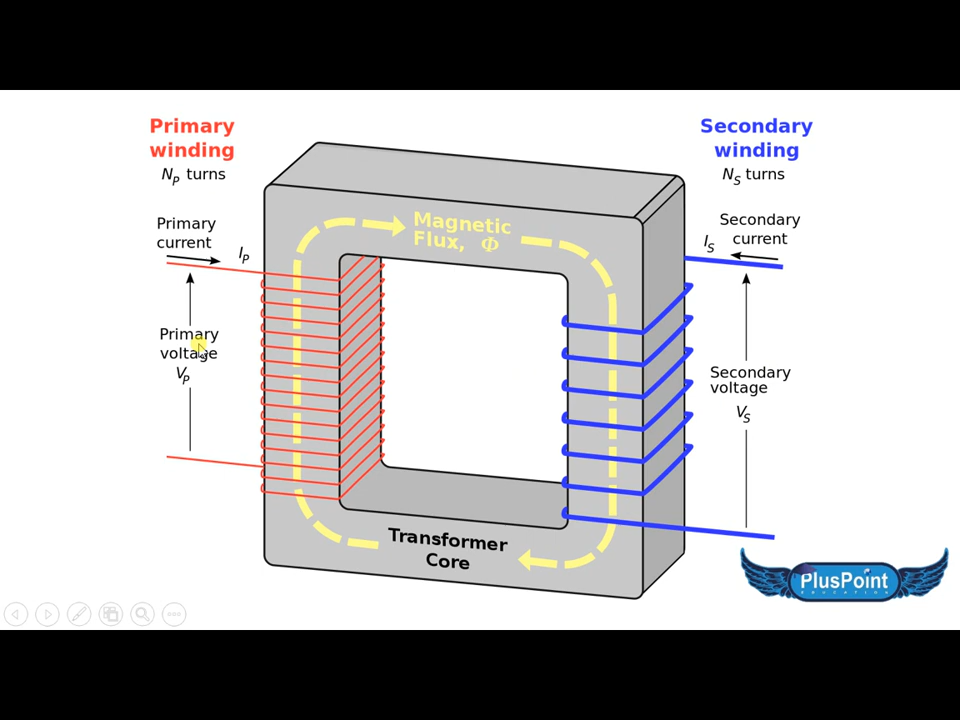 Primary
winding
NP turns
Primary
current
IP
Primary
voltage
VP
Magnetic
Flux, Φ
Transformer
Core
Secondary
winding
NS turns
Secondary
current
IS
Secondary
voltage
VS
PlusPoint
EDUCATION